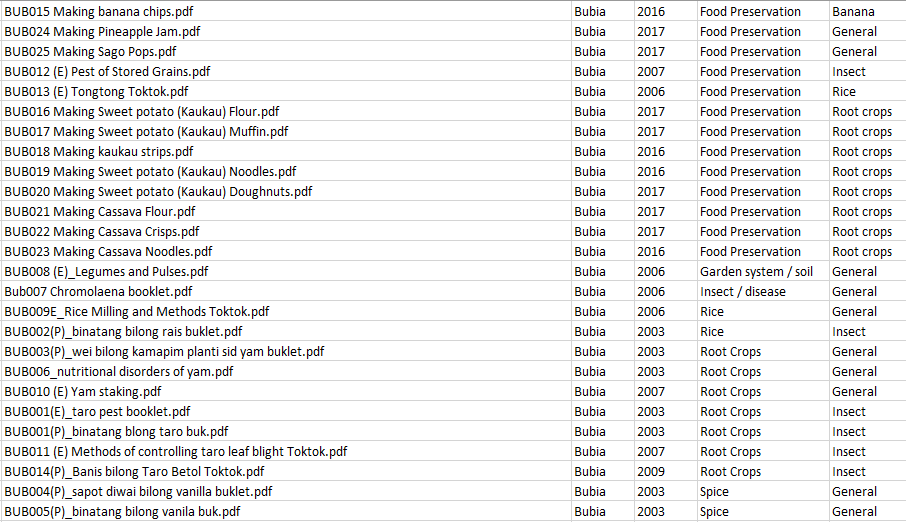 BUB015 Making banana chips.pdf Bubia 2016 Food Preservation Banana
BUB024 Making Pineapple Jam.pdf Bubia 2017 Food Preservation General
BUB025 Making Sago Pops.pdf Bubia 2017 Food Preservation General
BUB012 (E) Pest of Stored Grains.pdf Bubia 2007 Food Preservation Insect
BUB013 (E) Tongtong Toktok.pdf Bubia 2006 Food Preservation Rice
BUB016 Making Sweet potato (Kaukau) Flour.pdf Bubia 2017 Food Preservation Root crops
BUB017 Making Sweet potato (Kaukau) Muffin.pdf Bubia 2017 Food Preservation Root crops
BUB018 Making kaukau strips.pdf Bubia 2016 Food Preservation Root crops
BUB019 Making Sweet potato (Kaukau) Noodles.pdf Bubia 2016 Food Preservation Root crops
BUB020 Making Sweet potato (Kaukau) Doughnuts.pdf Bubia 2017 Food Preservation Root crops
BUB021 Making Cassava Flour.pdf Bubia 2017 Food Preservation Root crops
BUB022 Making Cassava Crisps.pdf Bubia 2017 Food Preservation Root crops
BUB023 Making Cassava Noodles.pdf Bubia 2016 Food Preservation Root crops
BUB008 (E)_Legumes and Pulses.pdf Bubia 2006 Garden system / soil General
Bub007 Chromolaena booklet.pdf Bubia 2006 Insect / disease General
BUB009E_Rice Milling and Methods Toktok.pdf Bubia 2006 Rice General
BUB002(P)_binatang bilong rais buklet.pdf Bubia 2003 Rice Insect
BUB003(P)_wei bilong kamapim planti sid yam buklet.pdf Bubia 2003 Root Crops General
BUB006_nutritional disorders of yam.pdf Bubia 2003 Root Crops General
BUB010 (E) Yam staking.pdf Bubia 2007 Root Crops General
BUB001(E)_taro pest booklet.pdf Bubia 2003 Root Crops Insect
BUB001(P)_binatang blong taro buk.pdf Bubia 2003 Root Crops Insect
BUB011 (E) Methods of controlling taro leaf blight Toktok.pdf Bubia 2007 Root Crops Insect
BUB014(P)_Banis bilong Taro Betol Toktok.pdf Bubia 2009 Root Crops Insect
BUB004(P)_sapot diwai bilong vanilla buklet.pdf Bubia 2003 Spice General
BUB005(P)_binatang bilong vanila buk.pdf Bubia 2003 Spice General